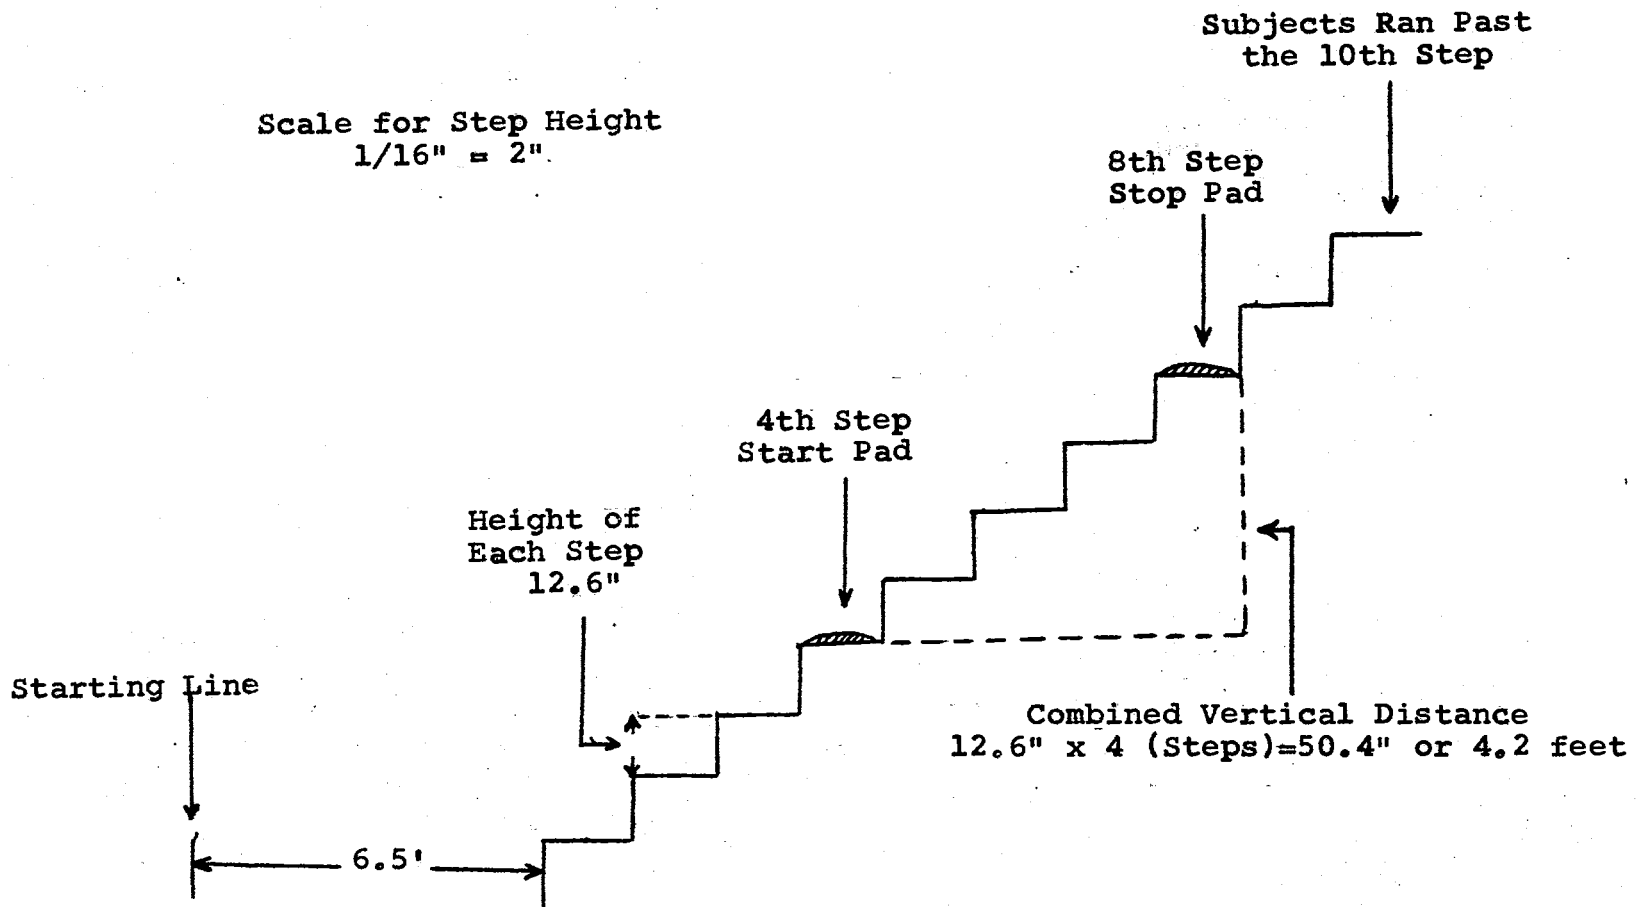 Subjects Ran Past
the 10th Step
Scale for Step Height
1/16" = 2"
8th Step
Stop Pad
4th Step
Start Pad
Height of
Each Step
12.6"
Starting Line
Combined Vertical Distance
12.6" x 4 (Steps)=50.4" or 4.2 feet
6.5'